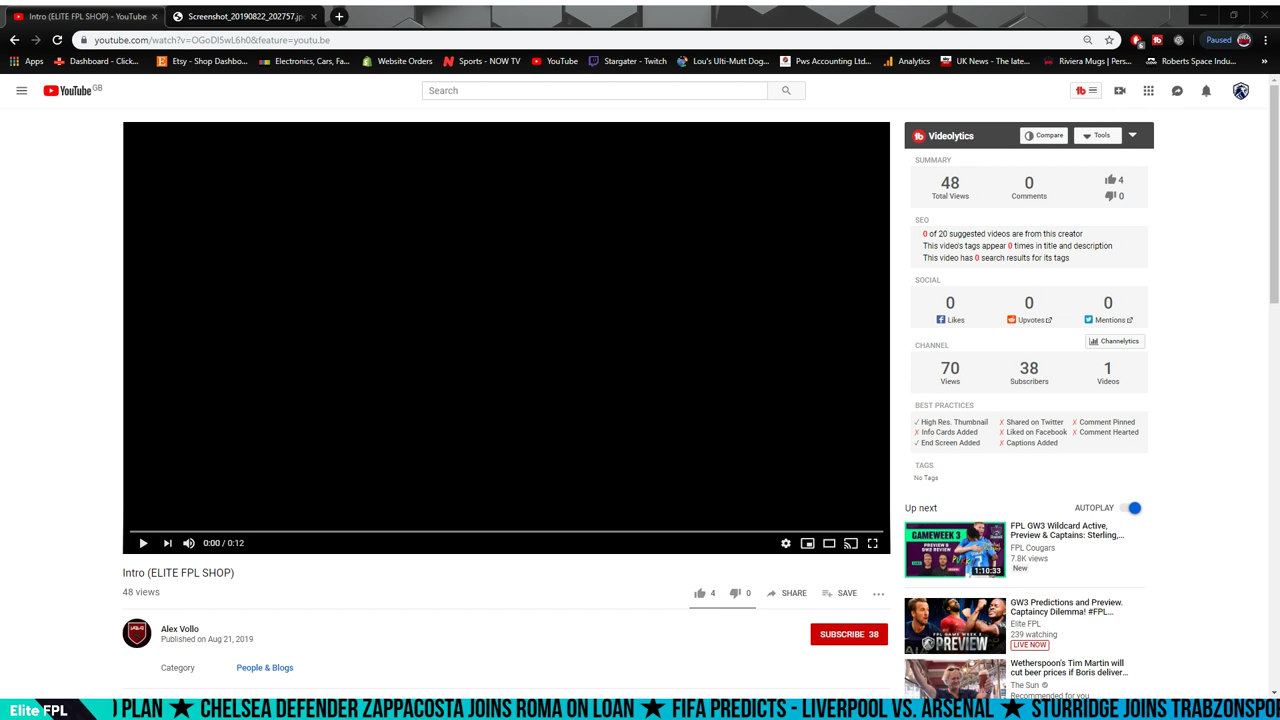 Intro (ELITE FPL SHOP) - YouTube
Screenshot_20190822_202757.jp
youtube.com/watch?v=OGoDl5wL6h0&feature=youtu.be
Paused
Apps
Dashboard - Click...
Etsy - Shop Dashbo...
Electronics, Cars, Fa...
Website Orders
Sports - NOW TV
YouTube
Stargater - Twitch
Lou's Ulti-Mutt Dog...
Pws Accounting Ltd...
Analytics
UK News - The late...
Riviera Mugs | Pers...
Roberts Space Indu...
YouTube GB
Search
Videolytics
Compare
Tools
SUMMARY
48
0
4
Total Views
Comments
0
SEO
0 of 20 suggested videos are from this creator
This video's tags appear 0 times in title and description
This video has 0 search results for its tags
SOCIAL
0
0
0
Likes
Upvotes
Mentions
CHANNEL
Channelytics
70
38
1
Views
Subscribers
Videos
BEST PRACTICES
✓ High Res. Thumbnail
✗ Shared on Twitter
✗ Comment Pinned
✗ Info Cards Added
✗ Liked on Facebook
✗ Comment Hearted
✓ End Screen Added
✗ Captions Added
TAGS
No Tags
Up next
AUTOPLAY
GAMEWEEK 3
1:10:33
FPL GW3 Wildcard Active,
Preview & Captains: Sterling,...
FPL Cougars
7.8K views
New
FPL GAME WEEK 3
PREVIEW
GW3 Predictions and Preview.
Captaincy Dilemma! #FPL...
Elite FPL
239 watching
LIVE NOW
Wetherspoon's Tim Martin will
cut beer prices if Boris deliver...
The Sun
Recommended for you
0:00 / 0:12
Intro (ELITE FPL SHOP)
48 views
4
0
SHARE
SAVE
Alex Vollo
Published on Aug 21, 2019
SUBSCRIBE 38
Category
People & Blogs
Elite FPL
PLAN ★ CHELSEA DEFENDER ZAPPACOSTA JOINS ROMA ON LOAN ★ FIFA PREDICTS - LIVERPOOL VS. ARSENAL ★ STURRIDGE JOINS TRABZONSPO